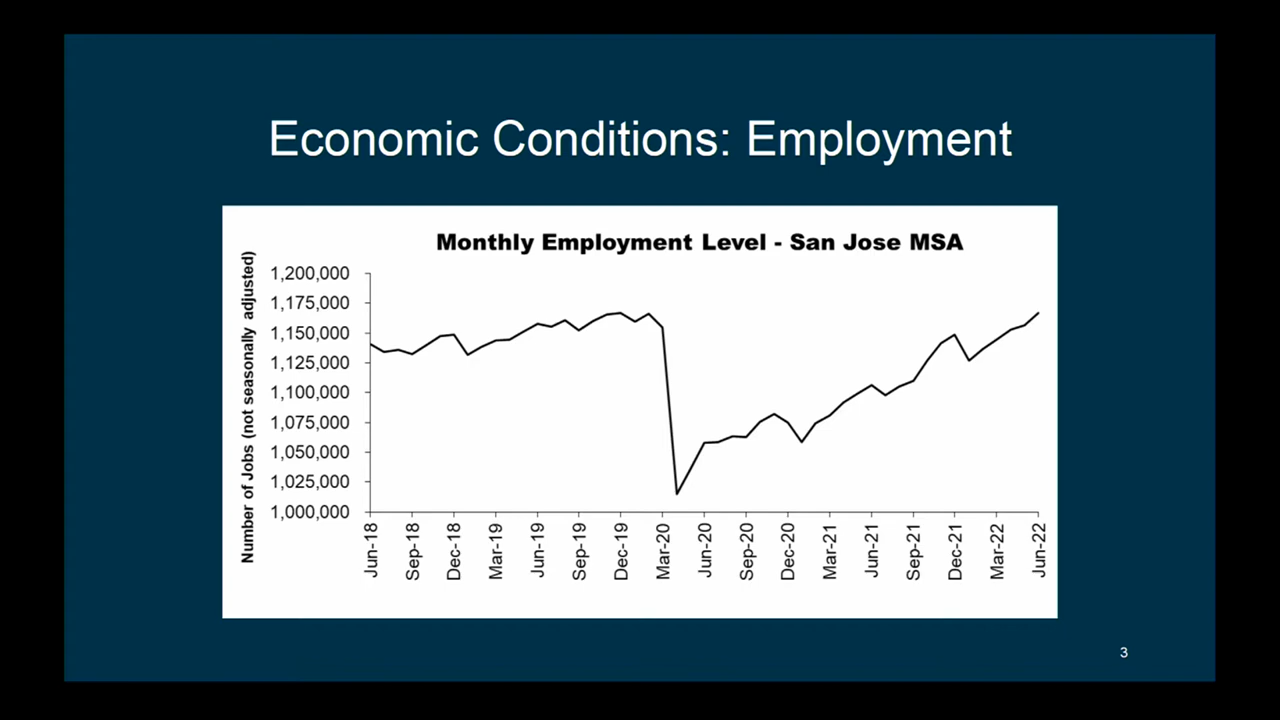 Economic Conditions: Employment
Monthly Employment Level - San Jose MSA
Number of Jobs (not seasonally adjusted)
1,200,000
1,175,000
1,150,000
1,125,000
1,100,000
1,075,000
1,050,000
1,025,000
1,000,000
Jun-18
Sep-18
Dec-18
Mar-19
Jun-19
Sep-19
Dec-19
Mar-20
Jun-20
Sep-20
Dec-20
Mar-21
Jun-21
Sep-21
Dec-21
Mar-22
Jun-22
3